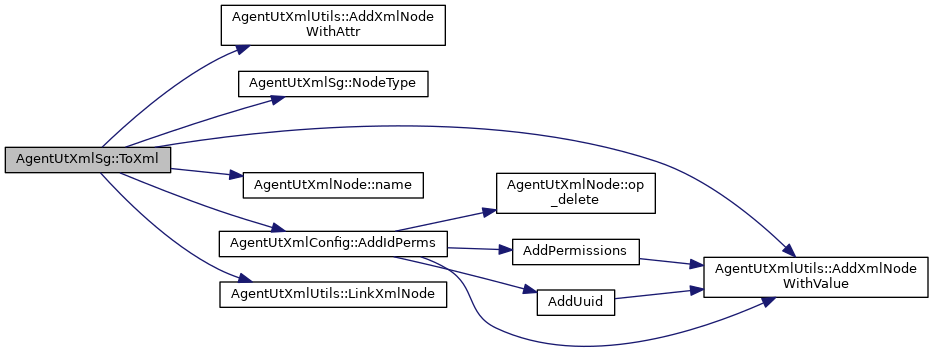 AgentUtXmlUtils::AddXmlNode
WithAttr
AgentUtXmlSg::NodeType
AgentUtXmlSg::ToXml
AgentUtXmlNode::name
AgentUtXmlNode::op
_delete
AgentUtXmlConfig::AddIdPerms
AddPermissions
AgentUtXmlUtils::AddXmlNode
WithValue
AgentUtXmlUtils::LinkXmlNode
AddUuid